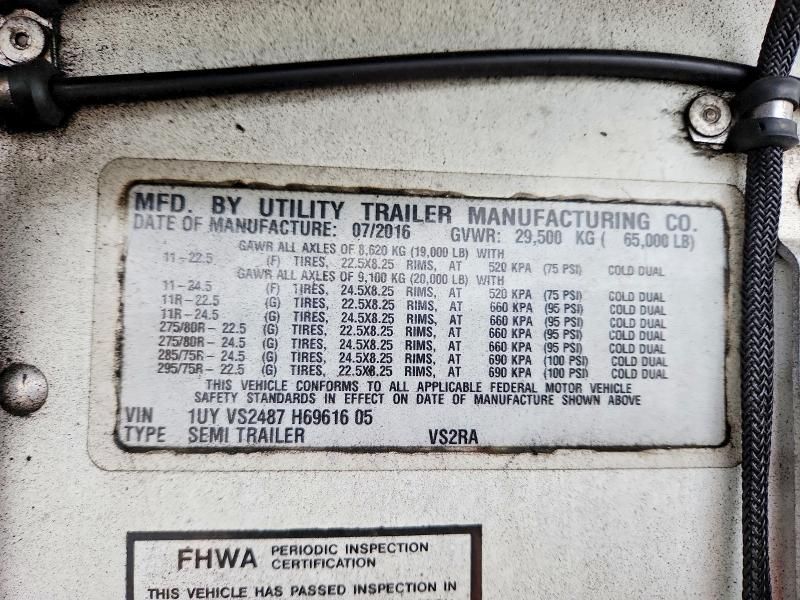 MFD. BY UTILITY TRAILER MANUFACTURING CO.
DATE OF MANUFACTURE: 07/2016 GVWR: 29,500 KG ( 65,000 LB)
GAWR ALL AXLES OF 8,620 KG (19,000 LB) WITH
11-22.5 (F) TIRES, 22.5X8.25 RIMS, AT 520 KPA (75 PSI) COLD DUAL
GAWR ALL AXLES OF 9,100 KG (20,000 LB) WITH
11-24.5 (F) TIRES, 24.5X8.25 RIMS, AT 520 KPA (75 PSI) COLD DUAL
11R-22.5 (G) TIRES, 22.5X8.25 RIMS, AT 660 KPA (95 PSI) COLD DUAL
11R-24.5 (G) TIRES, 24.5X8.25 RIMS, AT 660 KPA (95 PSI) COLD DUAL
275/80R-22.5 (G) TIRES, 22.5X8.25 RIMS, AT 660 KPA (95 PSI) COLD DUAL
275/80R-24.5 (G) TIRES, 24.5X8.25 RIMS, AT 660 KPA (95 PSI) COLD DUAL
285/75R-24.5 (G) TIRES, 24.5X8.25 RIMS, AT 690 KPA (100 PSI) COLD DUAL
295/75R-22.5 (G) TIRES, 22.5X8.25 RIMS, AT 690 KPA (100 PSI) COLD DUAL
THIS VEHICLE CONFORMS TO ALL APPLICABLE FEDERAL MOTOR VEHICLE
SAFETY STANDARDS IN EFFECT ON DATE OF MANUFACTURE SHOWN ABOVE
VIN 1UY VS2487 H69616 05
TYPE SEMI TRAILER VS2RA
FHWA PERIODIC INSPECTION
CERTIFICATION
THIS VEHICLE HAS PASSED INSPECTION IN